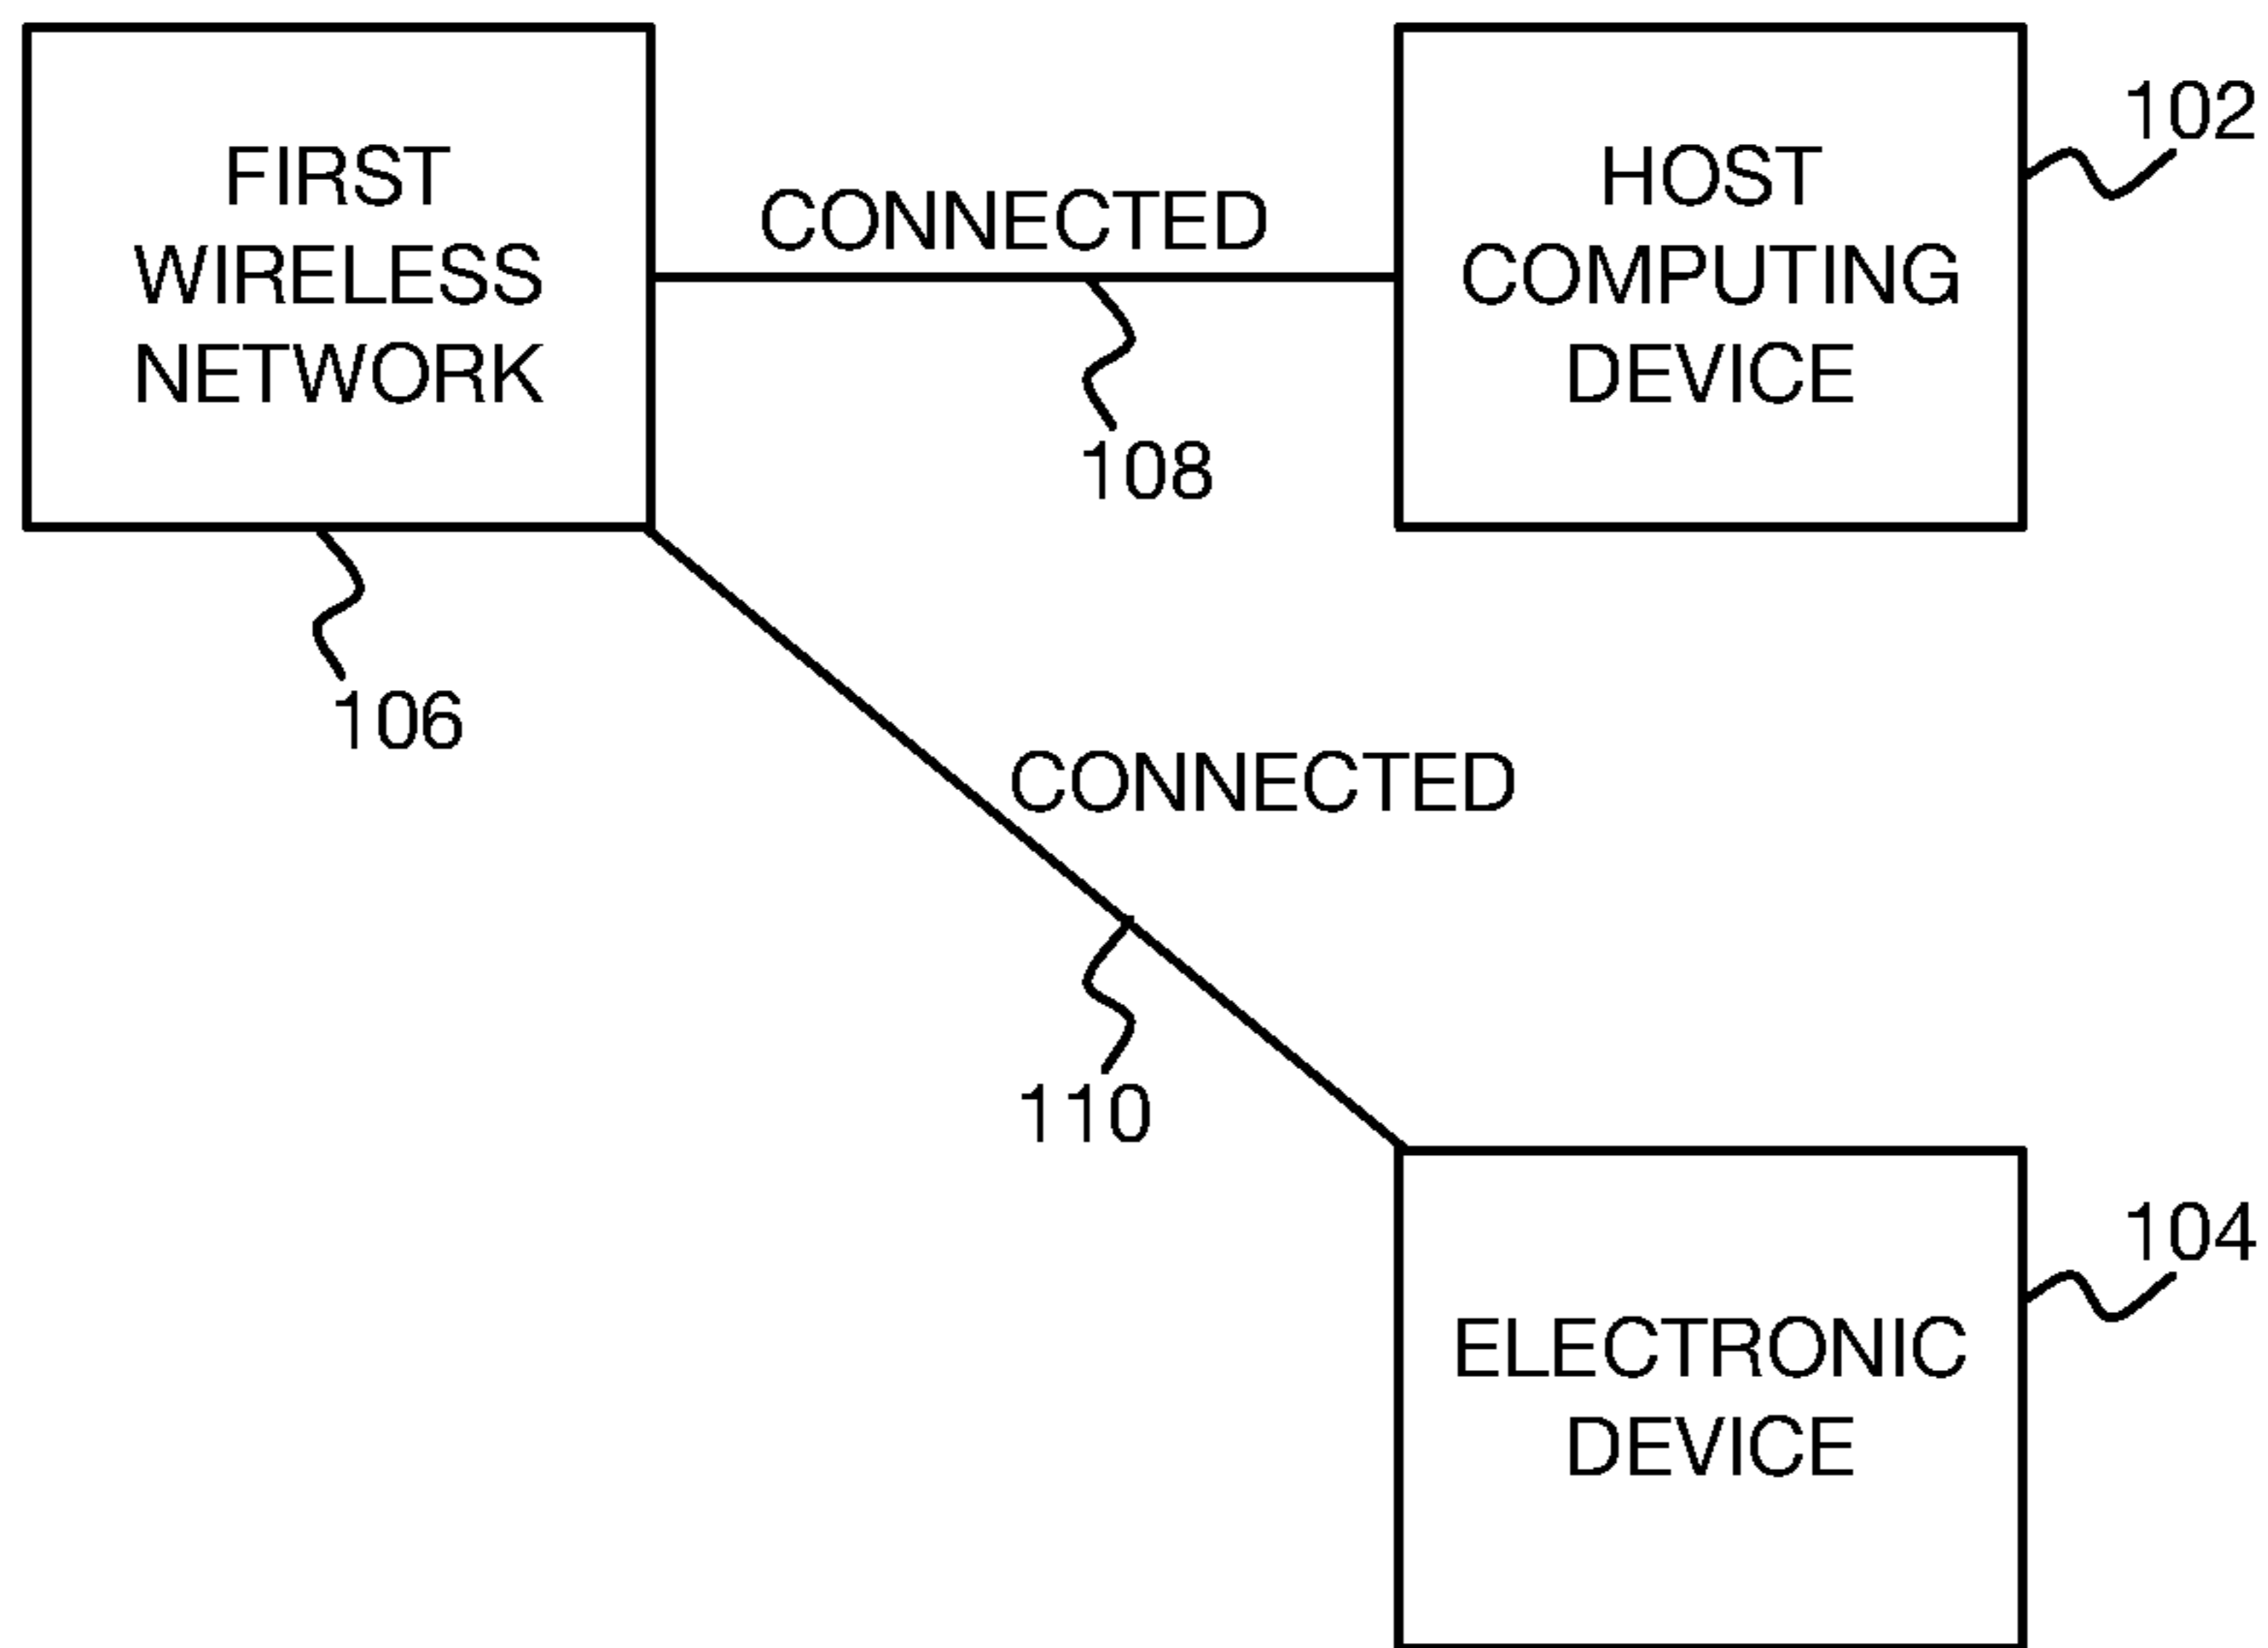 FIRST
WIRELESS
NETWORK
CONNECTED
HOST
COMPUTING
DEVICE
102
108
106
CONNECTED
110
ELECTRONIC
DEVICE
104